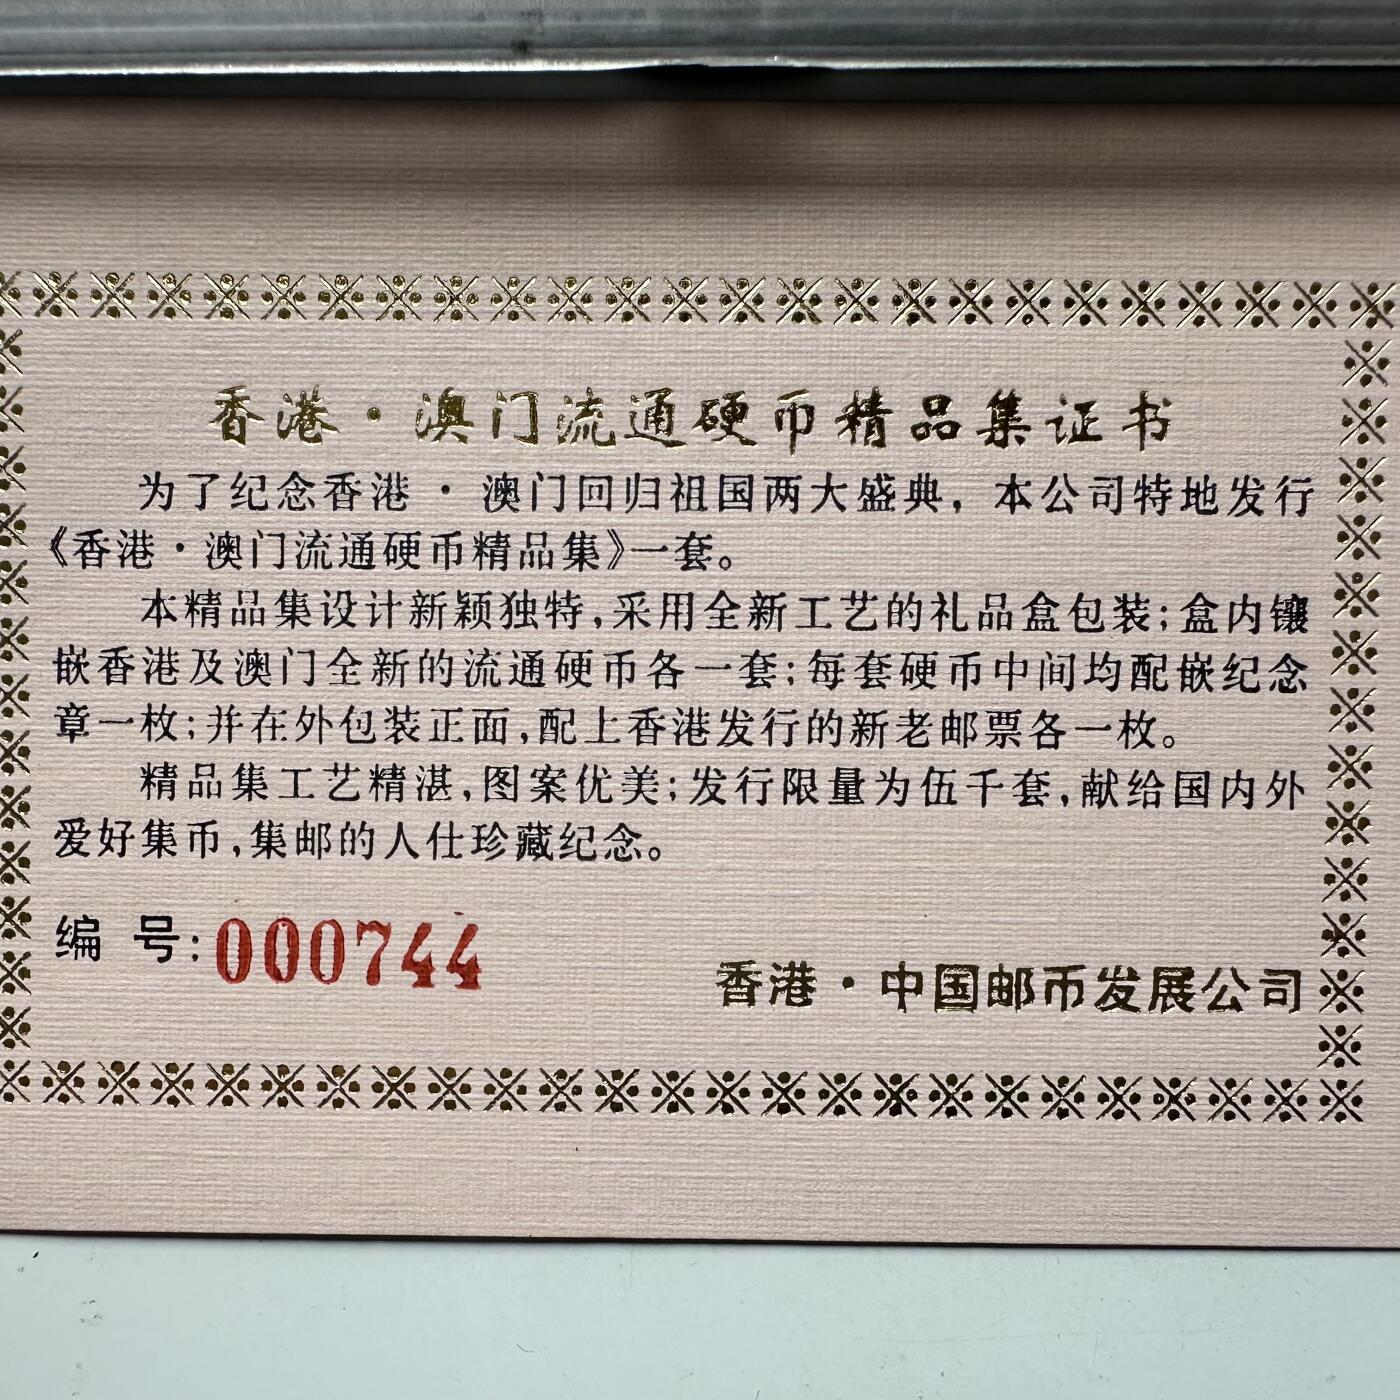 香港·澳门流通硬币精品集证书
为了纪念香港·澳门回归祖国两大盛典，本公司特地发行
《香港·澳门流通硬币精品集》一套。
本精品集设计新颖独特，采用全新工艺的礼品盒包装；盒内镶
嵌香港及澳门全新的流通硬币各一套；每套硬币中间均配嵌纪念
章一枚；并在外包装正面，配上香港发行的新老邮票各一枚。
精品集工艺精湛，图案优美；发行限量为伍千套，献给国内外
爱好集币，集邮的人仕珍藏纪念。
编 号：000744
香港·中国邮币发展公司